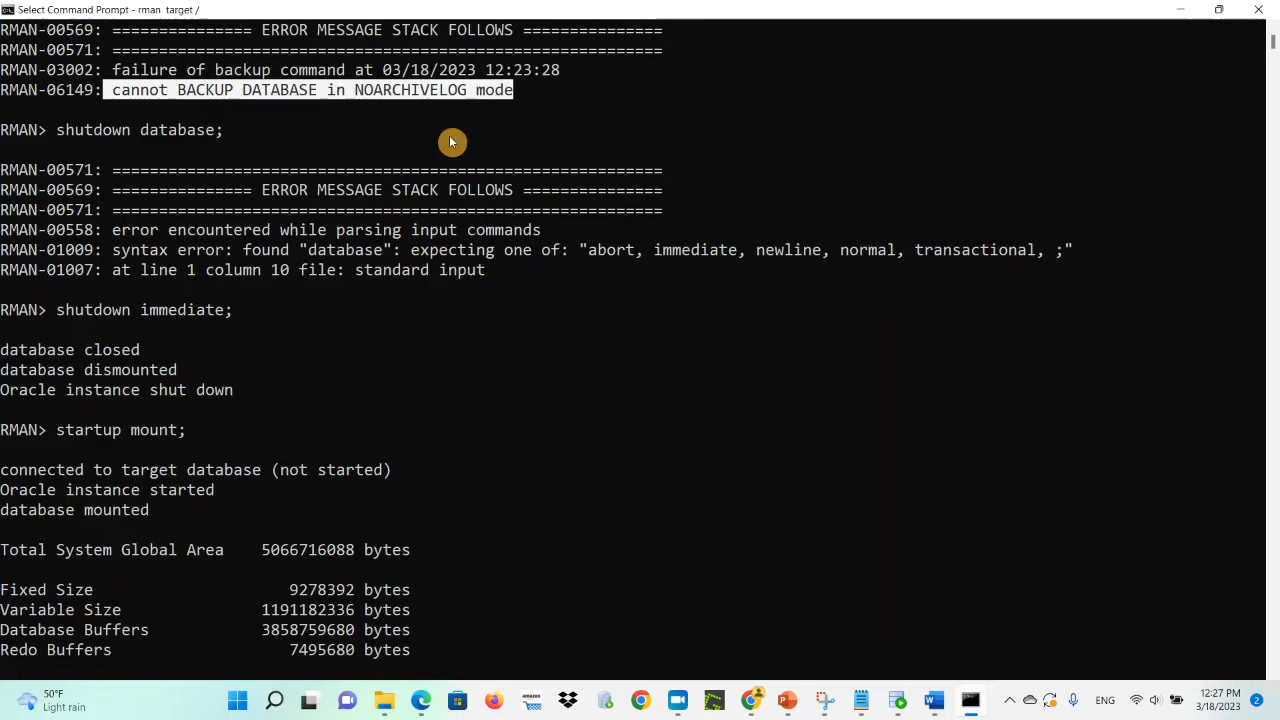 Select Command Prompt - rman target /
RMAN-00569: =============== ERROR MESSAGE STACK FOLLOWS ===============
RMAN-00571: ===========================================================
RMAN-03002: failure of backup command at 03/18/2023 12:23:28
RMAN-06149: cannot BACKUP DATABASE in NOARCHIVELOG mode
RMAN> shutdown database;
RMAN-00571: ===========================================================
RMAN-00569: =============== ERROR MESSAGE STACK FOLLOWS ===============
RMAN-00571: ===========================================================
RMAN-00558: error encountered while parsing input commands
RMAN-01009: syntax error: found "database": expecting one of: "abort, immediate, newline, normal, transactional, ;"
RMAN-01007: at line 1 column 10 file: standard input
RMAN> shutdown immediate;
database closed
database dismounted
Oracle instance shut down
RMAN> startup mount;
connected to target database (not started)
Oracle instance started
database mounted
Total System Global Area    5066716088 bytes
Fixed Size                     9278392 bytes
Variable Size               1191182336 bytes
Database Buffers            3858759680 bytes
Redo Buffers                   7495680 bytes
50°F
Light rain
amazon
ENG
12:27 PM
3/18/2023
2